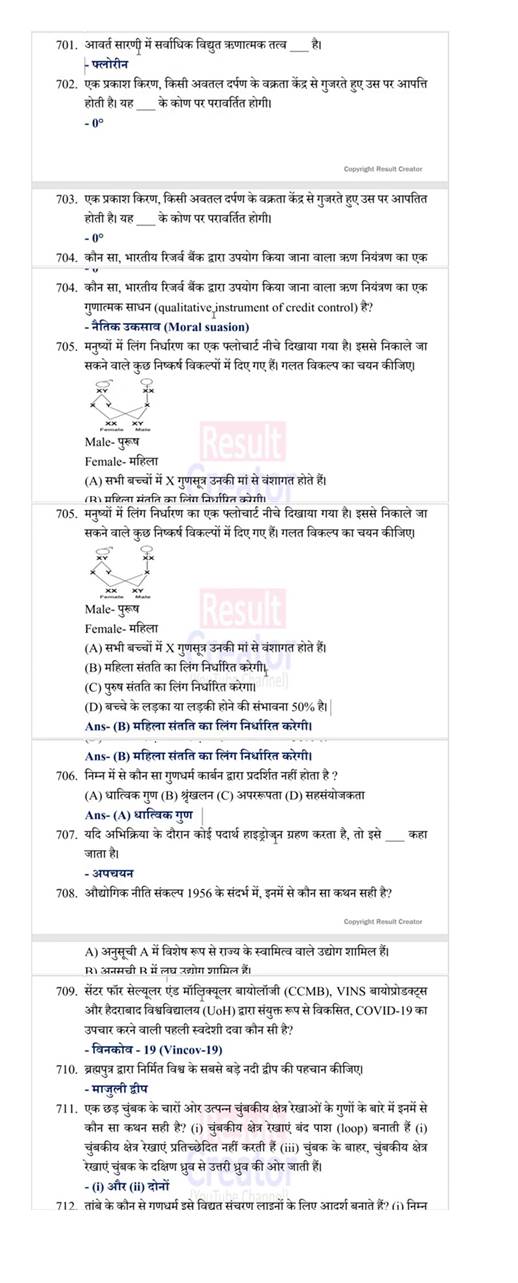 701. आवर्त सारणी में सर्वाधिक विद्युत ऋणात्मक तत्व ____ है।
- फ्लोरीन
702. एक प्रकाश किरण, किसी अवतल दर्पण के वक्रता केंद्र से गुजरते हुए उस पर आपत्ति
होती है। यह ____ के कोण पर परावर्तित होगी।
- 0°
Copyright Result Creator
703. एक प्रकाश किरण, किसी अवतल दर्पण के वक्रता केंद्र से गुजरते हुए उस पर आपतित
होती है। यह ____ के कोण पर परावर्तित होगी।
- 0°
704. कौन सा, भारतीय रिजर्व बैंक द्वारा उपयोग किया जाना वाला ऋण नियंत्रण का एक
704. कौन सा, भारतीय रिजर्व बैंक द्वारा उपयोग किया जाना वाला ऋण नियंत्रण का एक
गुणात्मक साधन (qualitative instrument of credit control) है?
- नैतिक उकसाव (Moral suasion)
705. मनुष्यों में लिंग निर्धारण का एक फ्लोचार्ट नीचे दिखाया गया है। इससे निकाले जा
सकने वाले कुछ निष्कर्ष विकल्पों में दिए गए हैं। गलत विकल्प का चयन कीजिए।
XY XX
X Y X
XX XY
Female Male
Male- पुरूष
Result
Female- महिला
Creator
(A) सभी बच्चों में X गुणसूत्र उनकी मां से वंशागत होते हैं।
(B) महिला संतति का लिंग निर्धारित करेगी।
705. मनुष्यों में लिंग निर्धारण का एक फ्लोचार्ट नीचे दिखाया गया है। इससे निकाले जा
सकने वाले कुछ निष्कर्ष विकल्पों में दिए गए हैं। गलत विकल्प का चयन कीजिए।
XY XX
X Y X
XX XY
Female Male
Male- पुरूष
Result
Female- महिला
Creator
(A) सभी बच्चों में X गुणसूत्र उनकी मां से वंशागत होते हैं।
(B) महिला संतति का लिंग निर्धारित करेगी।
(YouTube Channel)
(C) पुरुष संतति का लिंग निर्धारित करेगा।
(D) बच्चे के लड़का या लड़की होने की संभावना 50% है।
Ans- (B) महिला संतति का लिंग निर्धारित करेगी।
Ans- (B) महिला संतति का लिंग निर्धारित करेगी।
706. निम्न में से कौन सा गुणधर्म कार्बन द्वारा प्रदर्शित नहीं होता है ?
(A) धात्विक गुण (B) श्रृंखलन (C) अपररूपता (D) सहसंयोजकता
Ans- (A) धात्विक गुण
707. यदि अभिक्रिया के दौरान कोई पदार्थ हाइड्रोजन ग्रहण करता है, तो इसे ____ कहा
जाता है।
- अपचयन
708. औद्योगिक नीति संकल्प 1956 के संदर्भ में, इनमें से कौन सा कथन सही है?
Copyright Result Creator
A) अनुसूची A में विशेष रूप से राज्य के स्वामित्व वाले उद्योग शामिल हैं।
B) अनुसूची B में लघु उद्योग शामिल हैं।
709. सेंटर फॉर सेल्यूलर एंड मॉलिक्यूलर बायोलॉजी (CCMB), VINS बायोप्रोडक्ट्स
और हैदराबाद विश्वविद्यालय (UoH) द्वारा संयुक्त रूप से विकसित, COVID-19 का
उपचार करने वाली पहली स्वदेशी दवा कौन सी है?
- विनकोव - 19 (Vincov-19)
710. ब्रह्मपुत्र द्वारा निर्मित विश्व के सबसे बड़े नदी द्वीप की पहचान कीजिए।
- माजुली द्वीप
711. एक छड़ चुंबक के चारों ओर उत्पन्न चुंबकीय क्षेत्र रेखाओं के गुणों के बारे में इनमें से
कौन सा कथन सही है? (i) चुंबकीय क्षेत्र रेखाएं बंद पाश (loop) बनाती हैं (i)
चुंबकीय क्षेत्र रेखाएं प्रतिच्छेदित नहीं करती हैं (iii) चुंबक के बाहर, चुंबकीय क्षेत्र
रेखाएं चुंबक के दक्षिण ध्रुव से उत्तरी ध्रुव की ओर जाती हैं।
- (i) और (ii) दोनों
(YouTube Channel)
712. तांबे के कौन से गुणधर्म इसे विद्युत संचरण लाइनों के लिए आदर्श बनाते हैं? (i) निम्न